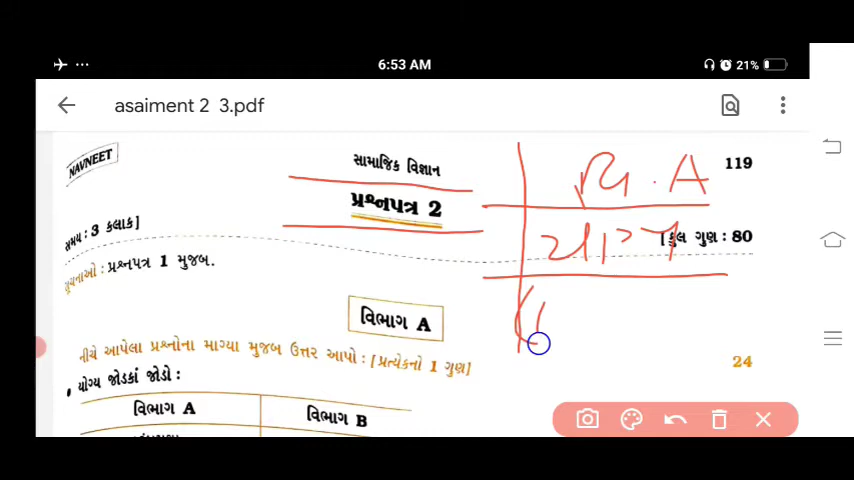 6:53 AM
21%
asaiment 2 3.pdf
NAVNEET
સામાજિક વિજ્ઞાન
119
પ્રશ્નપત્ર 2
વિ. A
સમય : 3 કલાક]
[કુલ ગુણ : 80
સૂચનાઓ : પ્રશ્નપત્ર 1 મુજબ.
વિભાગ A
નીચે આપેલા પ્રશ્નોના માગ્યા મુજબ ઉત્તર આપો : [પ્રત્યેકનો 1 ગુણ]
24
યોગ્ય જોડકાં જોડો :
વિભાગ A
વિભાગ B